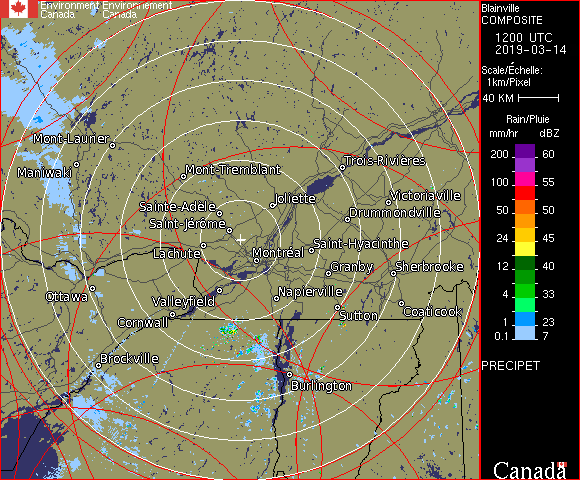 Environment Environnement
Canada Canada
Blainville
COMPOSITE
1200 UTC
2019-03-14
Scale/Échelle:
1km/Pixel
40 KM
Rain/Pluie
mm/hr dBZ
200 60
100 55
50 50
24 45
12 40
4 33
1 23
0.1 7
PRECIPET
Canada
Mont-Laurier
Maniwaki
Mont-Tremblant
Trois-Rivières
Sainte-Adèle
Joliette
Victoriaville
Drummondville
Saint-Jérôme
Lachute
Montréal
Saint-Hyacinthe
Granby
Sherbrooke
Ottawa
Valleyfield
Napierville
Cornwall
Sutton
Coaticook
Brockville
Burlington